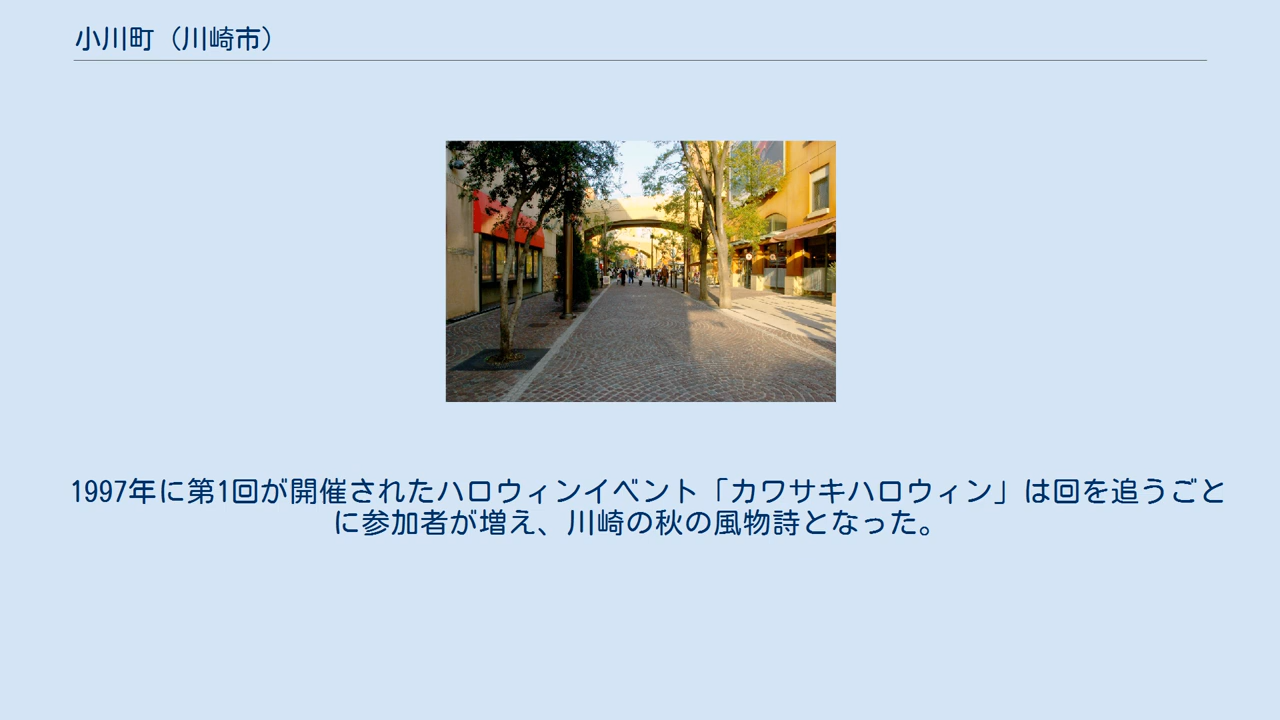 小川町（川崎市）
1997年に第1回が開催されたハロウィンイベント「カワサキハロウィン」は回を追うごと
に参加者が増え、川崎の秋の風物詩となった。